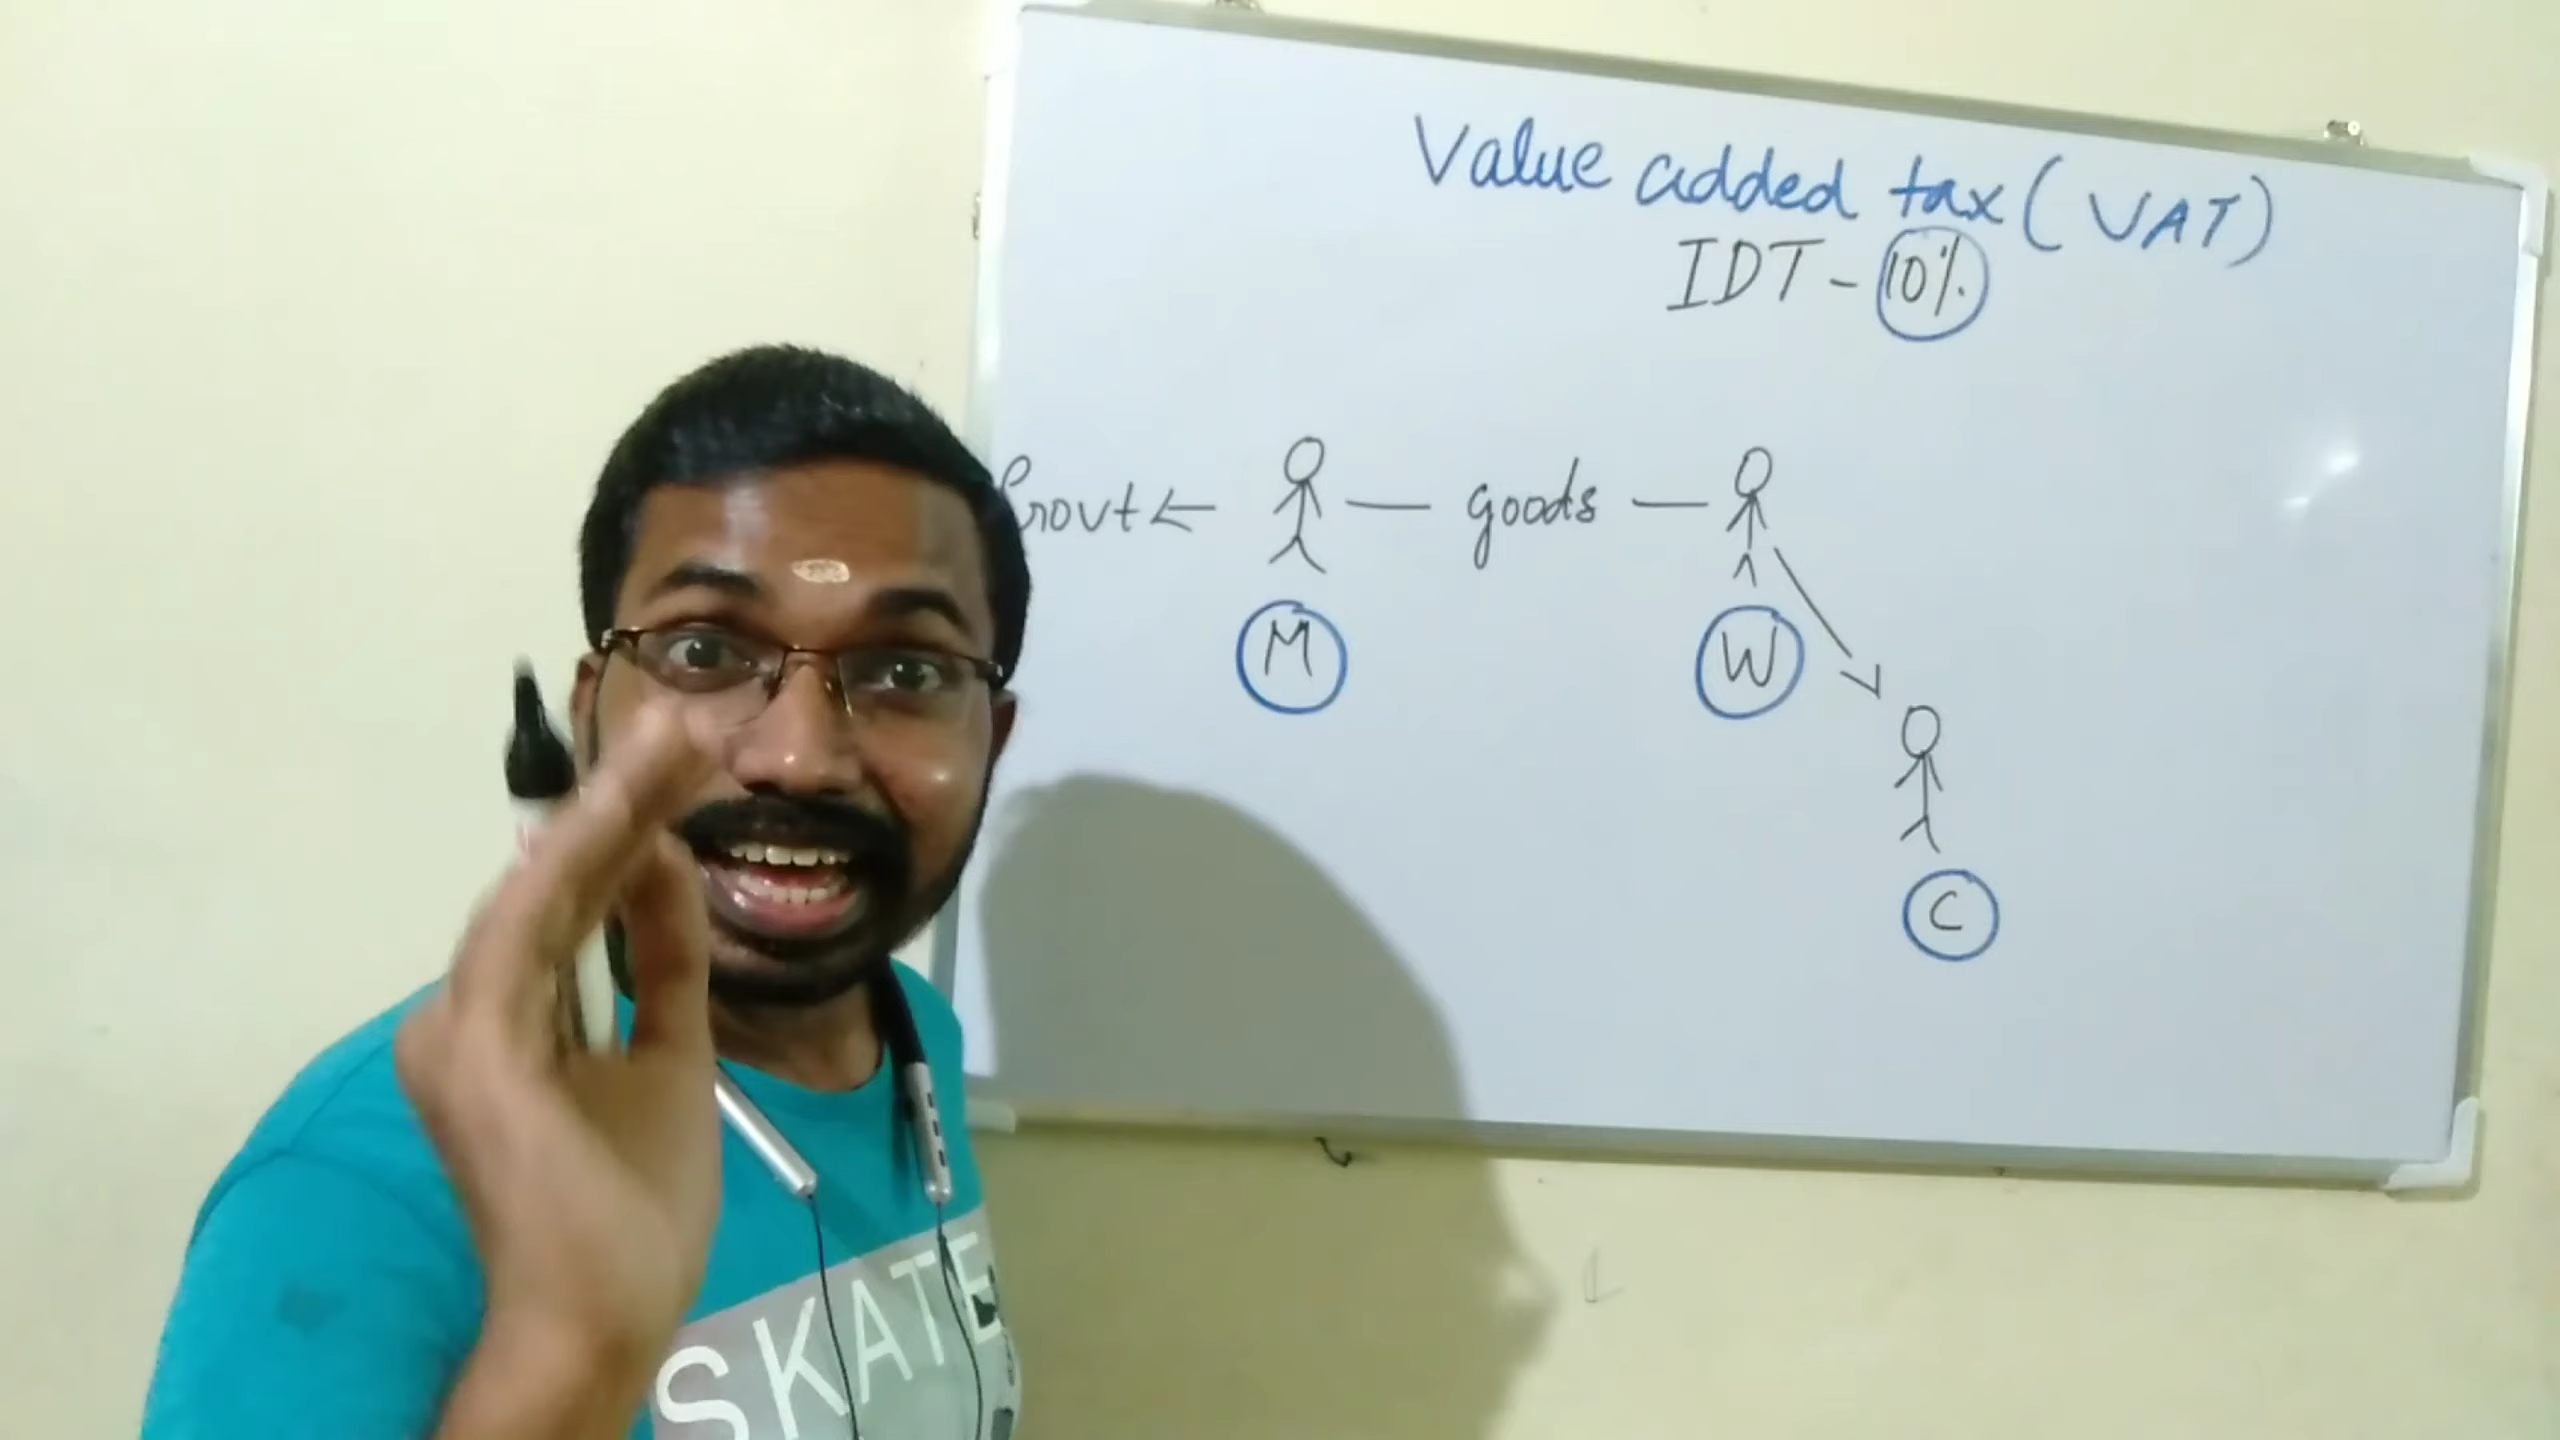 Value added tax (VAT)
IDT - 10%
Govt ← — goods —
M
W
C
SKATE